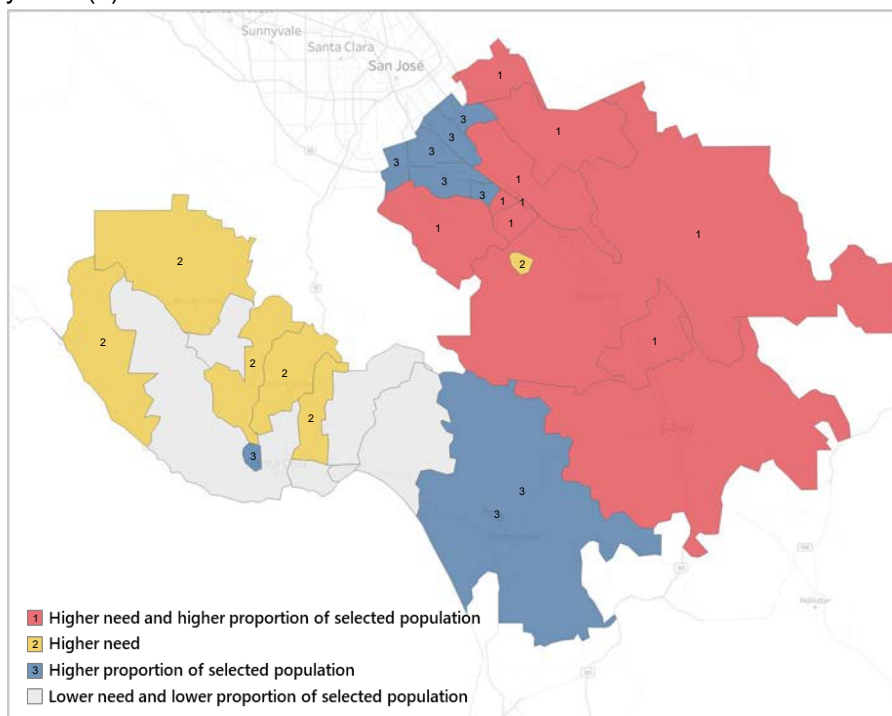 Sunnyvale
Santa Clara
San José
1
3
1
3
3
3
3
1
3
1
1
1
1
1
2
2
2
1
2
2
2
Gilroy
3
3
3
Hollister
1 Higher need and higher proportion of selected population
2 Higher need
3 Higher proportion of selected population
Lower need and lower proportion of selected population